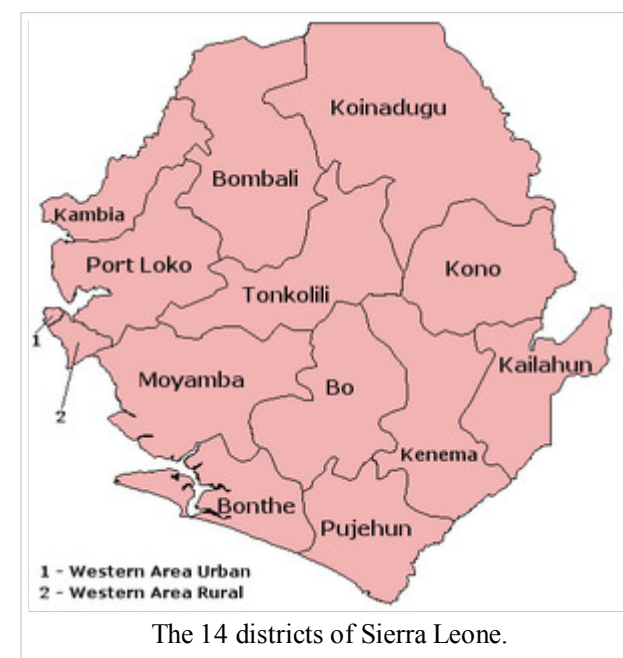 Koinadugu
Bombali
Kambia
Port Loko
Kono
Tonkolili
1
Kailahun
Moyamba
Bo
2
Kenema
Bonthe
Pujehun
1 - Western Area Urban
2 - Western Area Rural
The 14 districts of Sierra Leone.